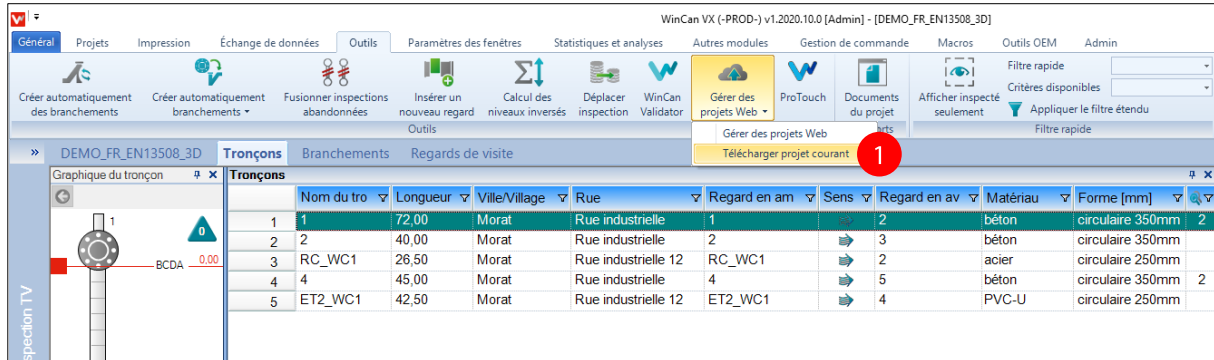 WinCan VX (-PROD-) v1.2020.10.0 [Admin] - [DEMO_FR_EN13508_3D]
Général Projets Impression Échange de données Outils Paramètres des fenêtres Statistiques et analyses Autres modules Gestion de commande Macros Outils OEM Admin
Créer automatiquement des branchements
Créer automatiquement branchements
Fusionner inspections abandonnées
Insérer un nouveau regard
Calcul des niveaux inversés
Déplacer inspection
WinCan Validator
Gérer des projets Web
ProTouch
Documents du projet
Afficher inspecté seulement
Filtre rapide
Critères disponibles
Appliquer le filtre étendu
Outils
Filtre rapide
Gérer des projets Web
Télécharger projet courant
1
» DEMO_FR_EN13508_3D Tronçons Branchements Regards de visite
Graphique du tronçon
Tronçons
Nom du tro Longueur Ville/Village Rue Regard en am Sens Regard en av Matériau Forme [mm]
1 1 72,00 Morat Rue industrielle 1 2 béton circulaire 350mm 2
2 2 40,00 Morat Rue industrielle 2 3 béton circulaire 350mm
3 RC_WC1 26,50 Morat Rue industrielle 12 RC_WC1 2 acier circulaire 250mm
4 4 45,00 Morat Rue industrielle 4 5 béton circulaire 350mm 2
5 ET2_WC1 42,50 Morat Rue industrielle 12 ET2_WC1 4 PVC-U circulaire 250mm
1
0
BCDA 0.00